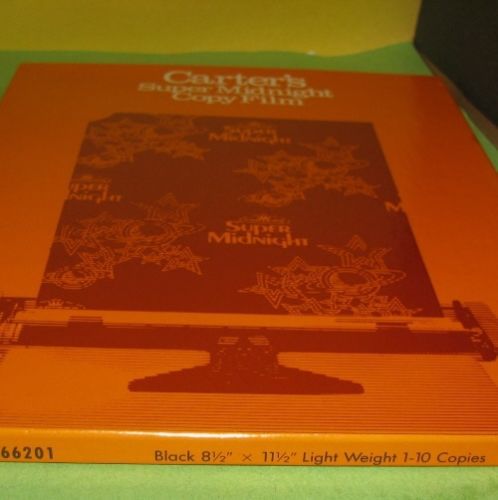 Carter's
Super Midnight
Copy Film
SUPER
MIDNIGHT
SUPER
MIDNIGHT
66201
Black 8½" × 11½" Light Weight 1-10 Copies